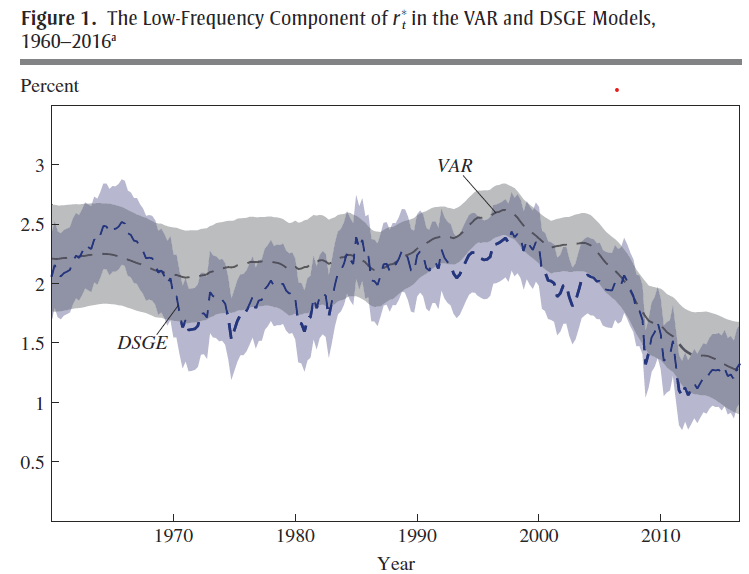 Figure 1. The Low-Frequency Component of r*t in the VAR and DSGE Models,
1960–2016a
Percent
3
2.5
2
1.5
1
0.5
VAR
DSGE
1970 1980 1990 2000 2010
Year